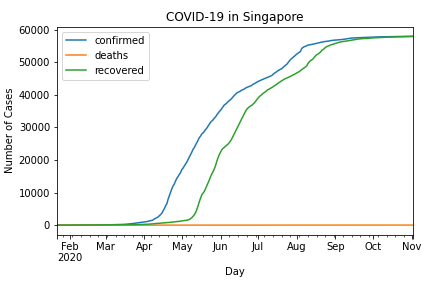 COVID-19 in Singapore
confirmed
deaths
recovered
Number of Cases
60000
50000
40000
30000
20000
10000
0
Feb Mar Apr May Jun Jul Aug Sep Oct Nov
2020
Day